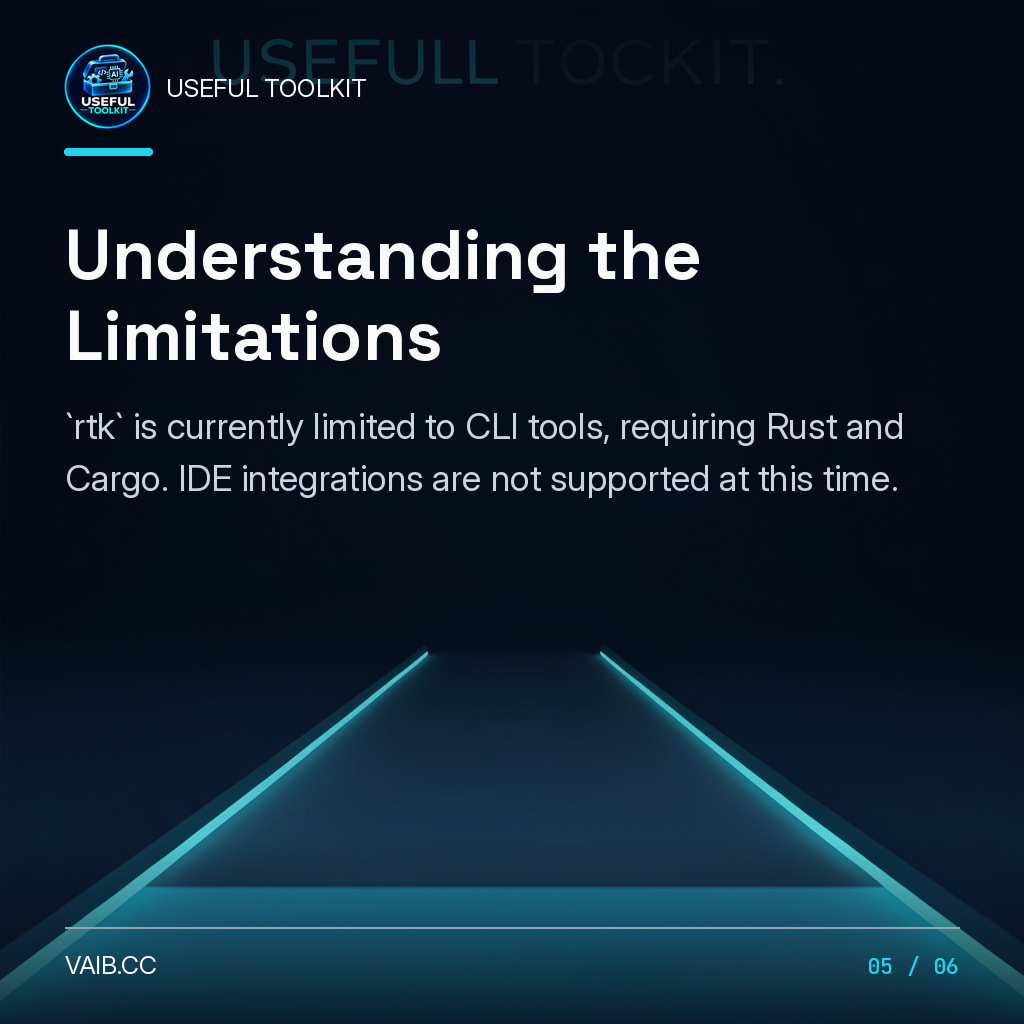 USEFULL TOCKIT.
AI
USEFUL
TOOLKIT
USEFUL TOOLKIT
Understanding the
Limitations
`rtk` is currently limited to CLI tools, requiring Rust and
Cargo. IDE integrations are not supported at this time.
VAIB.CC
05 / 06